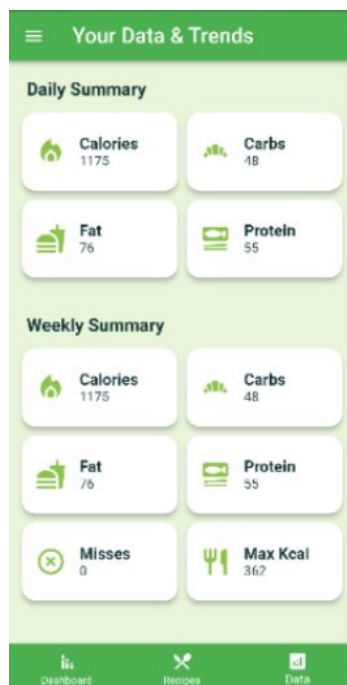 Your Data & Trends
Daily Summary
Calories
1175
Carbs
48
Fat
76
Protein
55
Weekly Summary
Calories
1175
Carbs
48
Fat
76
Protein
55
Misses
0
Max Kcal
362
Dashboard
Recipes
Data